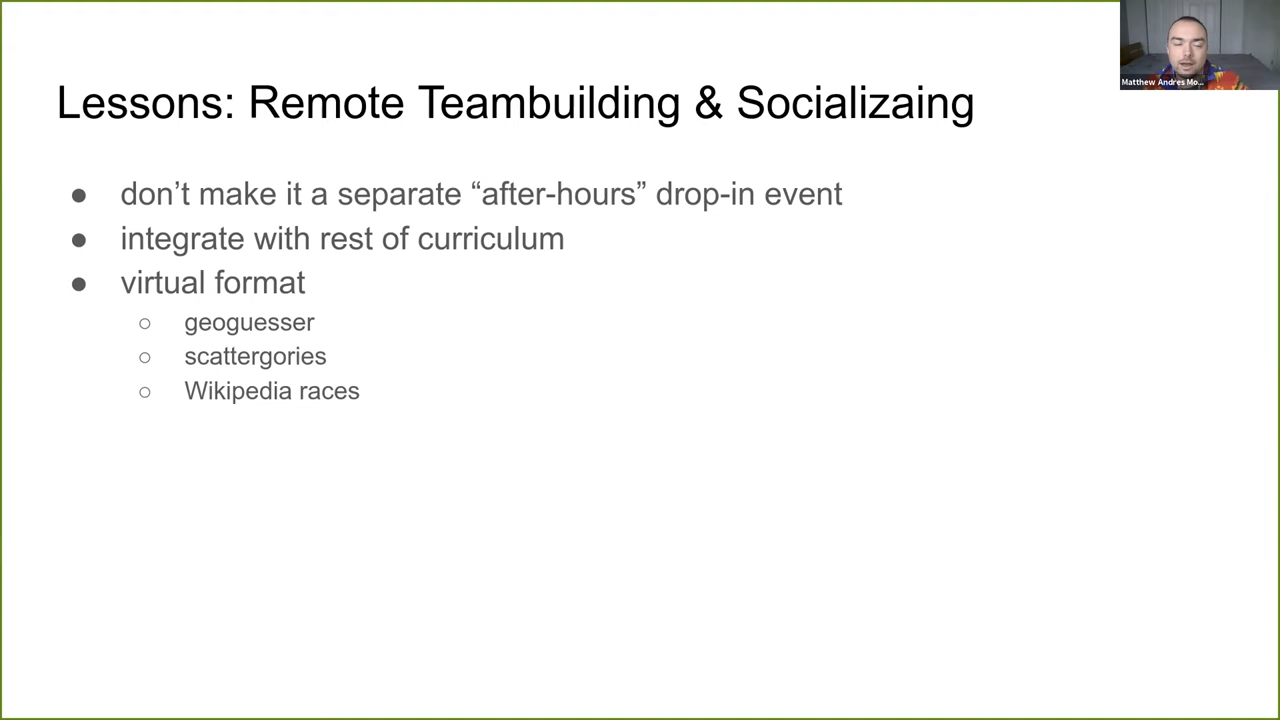 Matthew Andres Mo...
Lessons: Remote Teambuilding & Socializaing
● don’t make it a separate “after-hours” drop-in event
● integrate with rest of curriculum
● virtual format
○ geoguesser
○ scattergories
○ Wikipedia races